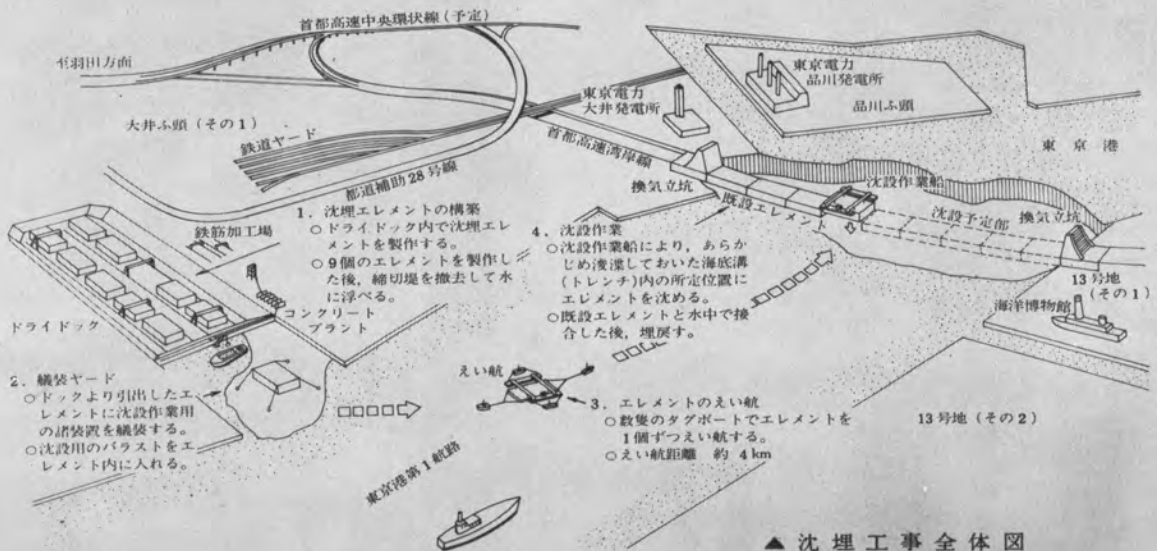 首都高速中央環状線(予定)
至羽田方面
大井ふ頭(その1)
鉄道ヤード
都道補助28号線
東京電力
大井発電所
首都高速湾岸線
東京電力
品川発電所
品川ふ頭
東京港
換気立坑
既設エレメント
沈設作業船
沈設予定部
換気立坑
13号地
(その1)
海洋博物館
13号地(その2)
鉄筋加工場
コンクリート
プラント
ドライドック
1. 沈埋エレメントの構築
○ドライドック内で沈埋エレ
メントを製作する。
○9個のエレメントを製作し
た後,締切堤を撤去して水
に浮べる。
2. 艤装ヤード
○ドックより引出したエ
レメントに沈設作業用
の諸装置を艤装する。
○沈設用のバラストをエ
レメント内に入れる。
えい航
3. エレメントのえい航
○数隻のタグボートでエレメントを
1個ずつえい航する。
○えい航距離 約4km
4. 沈設作業
○沈設作業船により,あらか
じめ浚渫しておいた海底溝
(トレンチ)内の所定位置に
エレメントを沈める。
○既設エレメントと水中で接
合した後,埋戻す。
東京港第1航路
▲沈埋工事全体図